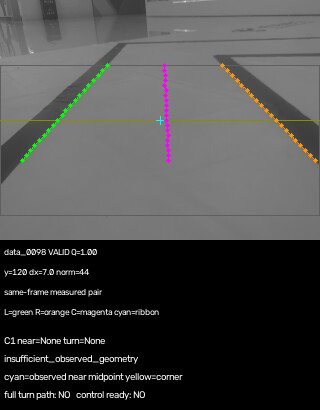 data_0098 VALID Q=1.00
y=120 dx=7.0 norm=44
same-frame measured pair
L=green R=orange C=magenta cyan=ribbon
C1 near=None turn=None
insufficient_observed_geometry
cyan=observed near midpoint yellow=corner
full turn path: NO control ready: NO